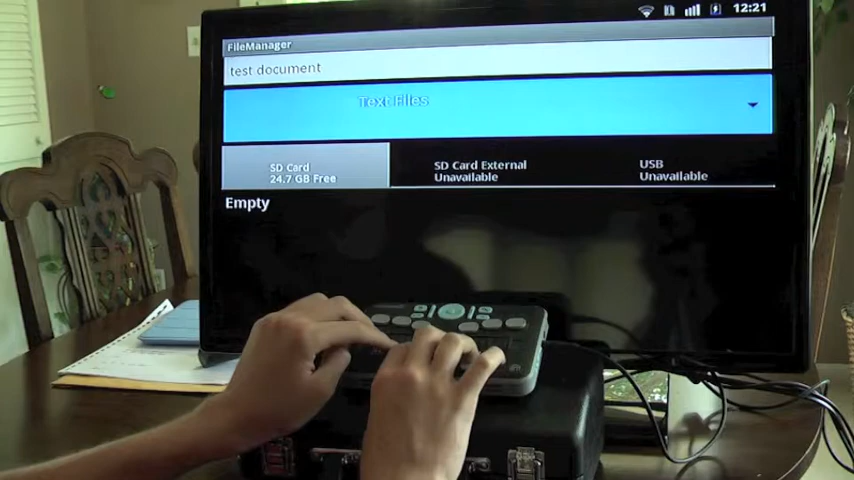 12:21
FileManager
test document
Text Files
SD Card
24.7 GB Free
SD Card External
Unavailable
USB
Unavailable
Empty